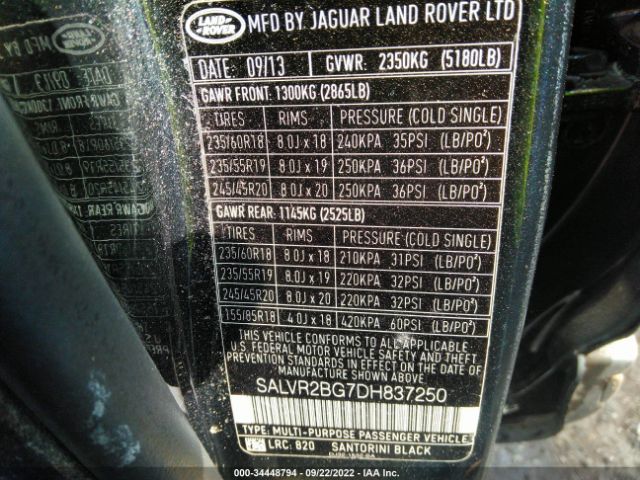 LAND ROVER
MFD BY JAGUAR LAND ROVER LTD
DATE: 09/13 GVWR: 2350KG (5180LB)
GAWR FRONT: 1300KG (2865LB)
TIRES RIMS PRESSURE (COLD SINGLE)
235/60R18 8.0J x 18 240KPA 35PSI (LB/PO²)
235/55R19 8.0J x 19 250KPA 36PSI (LB/PO²)
245/45R20 8.0J x 20 250KPA 36PSI (LB/PO²)
GAWR REAR: 1145KG (2525LB)
TIRES RIMS PRESSURE (COLD SINGLE)
235/60R18 8.0J x 18 210KPA 31PSI (LB/PO²)
235/55R19 8.0J x 19 220KPA 32PSI (LB/PO²)
245/45R20 8.0J x 20 220KPA 32PSI (LB/PO²)
155/85R18 4.0J x 18 420KPA 60PSI (LB/PO²)
THIS VEHICLE CONFORMS TO ALL APPLICABLE
U.S. FEDERAL MOTOR VEHICLE SAFETY AND THEFT
PREVENTION STANDARDS IN EFFECT ON THE DATE OF
MANUFACTURE SHOWN ABOVE.
SALVR2BG7DH837250
TYPE: MULTI-PURPOSE PASSENGER VEHICLE
LRC: 820 SANTORINI BLACK
000-34448794 - 09/22/2022 - IAA Inc.